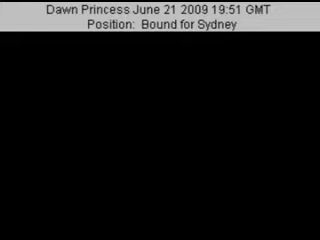 Dawn Princess June 21 2009 19:51 GMT
Position: Bound for Sydney